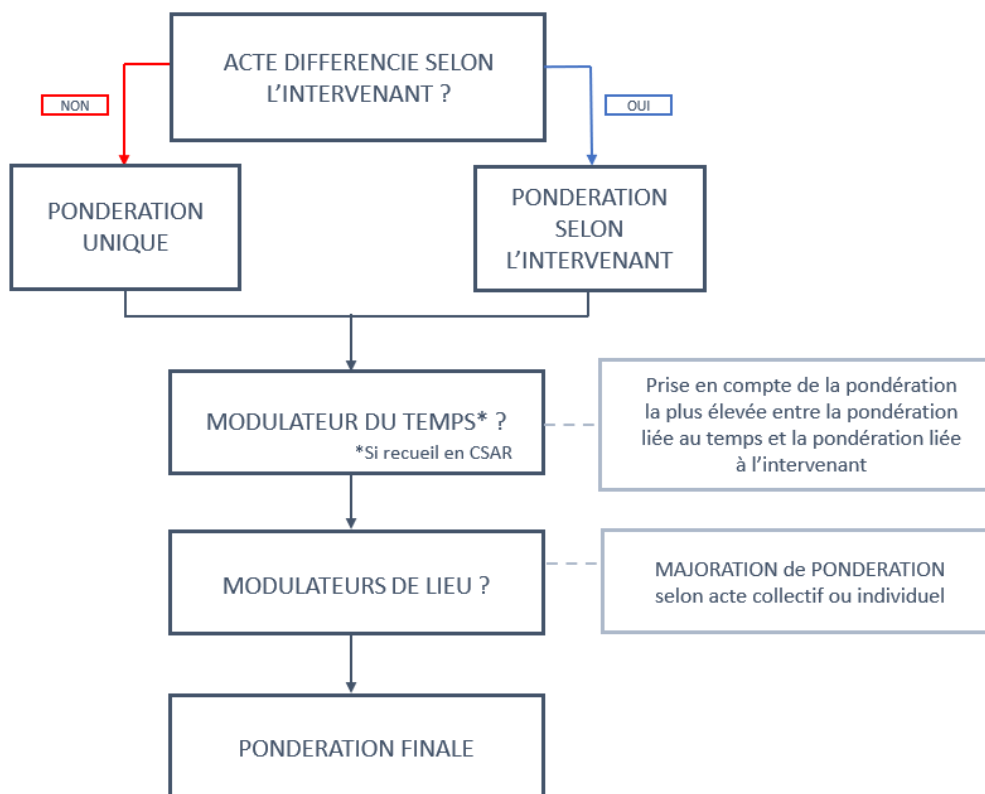 ACTE DIFFERENCIE SELON
L’INTERVENANT ?
NON
OUI
PONDERATION
UNIQUE
PONDERATION
SELON
L’INTERVENANT
MODULATEUR DU TEMPS* ?
*Si recueil en CSAR
Prise en compte de la pondération
la plus élevée entre la pondération
liée au temps et la pondération liée
à l’intervenant
MODULATEURS DE LIEU ?
MAJORATION de PONDERATION
selon acte collectif ou individuel
PONDERATION FINALE